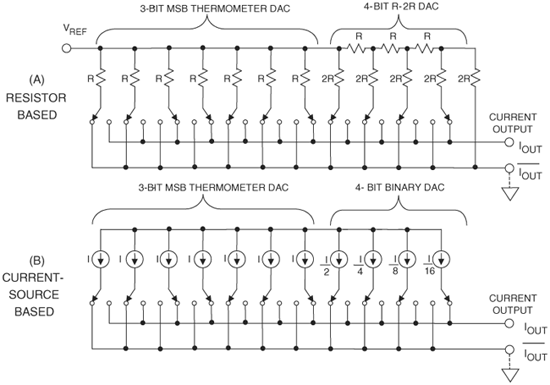 3-BIT MSB THERMOMETER DAC
4-BIT R-2R DAC
VREF
R R R
R R R R R R R 2R 2R 2R 2R 2R
(A)
RESISTOR
BASED
CURRENT
OUTPUT
IOUT
IOUT
3-BIT MSB THERMOMETER DAC
4- BIT BINARY DAC
(B)
CURRENT-
SOURCE
BASED
I I I I I I I I/2 I/4 I/8 I/16
CURRENT
OUTPUT
IOUT
IOUT